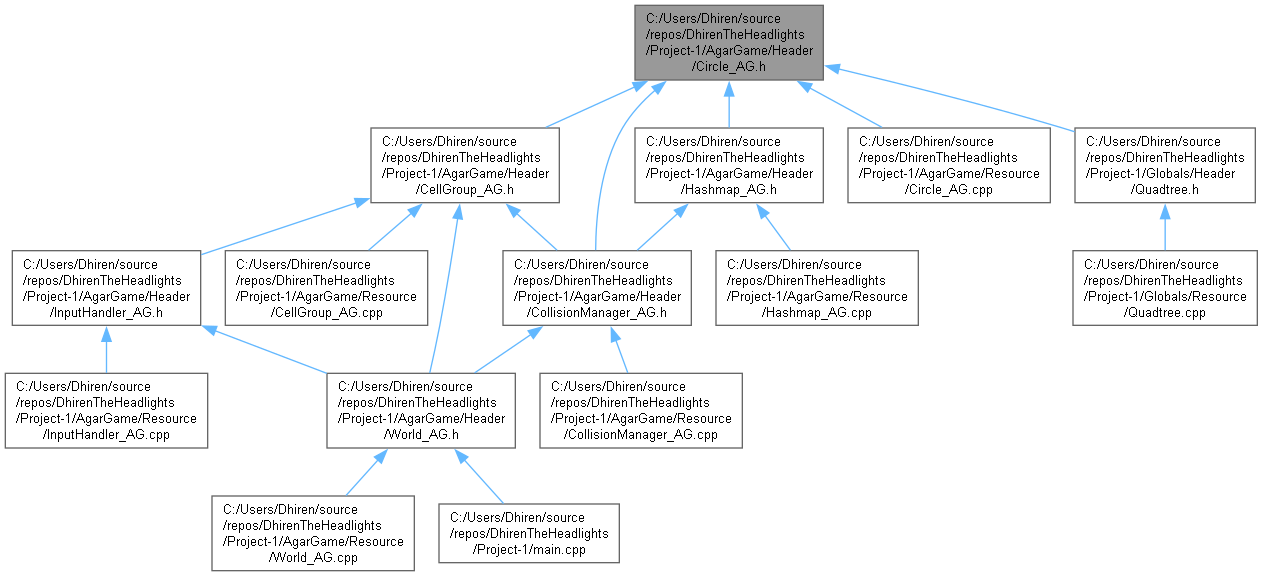 C:/Users/Dhiren/source
/repos/DhirenTheHeadlights
/Project-1/AgarGame/Header
/Circle_AG.h
C:/Users/Dhiren/source
/repos/DhirenTheHeadlights
/Project-1/AgarGame/Header
/CellGroup_AG.h
C:/Users/Dhiren/source
/repos/DhirenTheHeadlights
/Project-1/AgarGame/Header
/Hashmap_AG.h
C:/Users/Dhiren/source
/repos/DhirenTheHeadlights
/Project-1/AgarGame/Resource
/Circle_AG.cpp
C:/Users/Dhiren/source
/repos/DhirenTheHeadlights
/Project-1/Globals/Header
/Quadtree.h
C:/Users/Dhiren/source
/repos/DhirenTheHeadlights
/Project-1/AgarGame/Header
/InputHandler_AG.h
C:/Users/Dhiren/source
/repos/DhirenTheHeadlights
/Project-1/AgarGame/Resource
/CellGroup_AG.cpp
C:/Users/Dhiren/source
/repos/DhirenTheHeadlights
/Project-1/AgarGame/Header
/CollisionManager_AG.h
C:/Users/Dhiren/source
/repos/DhirenTheHeadlights
/Project-1/AgarGame/Resource
/Hashmap_AG.cpp
C:/Users/Dhiren/source
/repos/DhirenTheHeadlights
/Project-1/Globals/Resource
/Quadtree.cpp
C:/Users/Dhiren/source
/repos/DhirenTheHeadlights
/Project-1/AgarGame/Resource
/InputHandler_AG.cpp
C:/Users/Dhiren/source
/repos/DhirenTheHeadlights
/Project-1/AgarGame/Header
/World_AG.h
C:/Users/Dhiren/source
/repos/DhirenTheHeadlights
/Project-1/AgarGame/Resource
/CollisionManager_AG.cpp
C:/Users/Dhiren/source
/repos/DhirenTheHeadlights
/Project-1/AgarGame/Resource
/World_AG.cpp
C:/Users/Dhiren/source
/repos/DhirenTheHeadlights
/Project-1/main.cpp